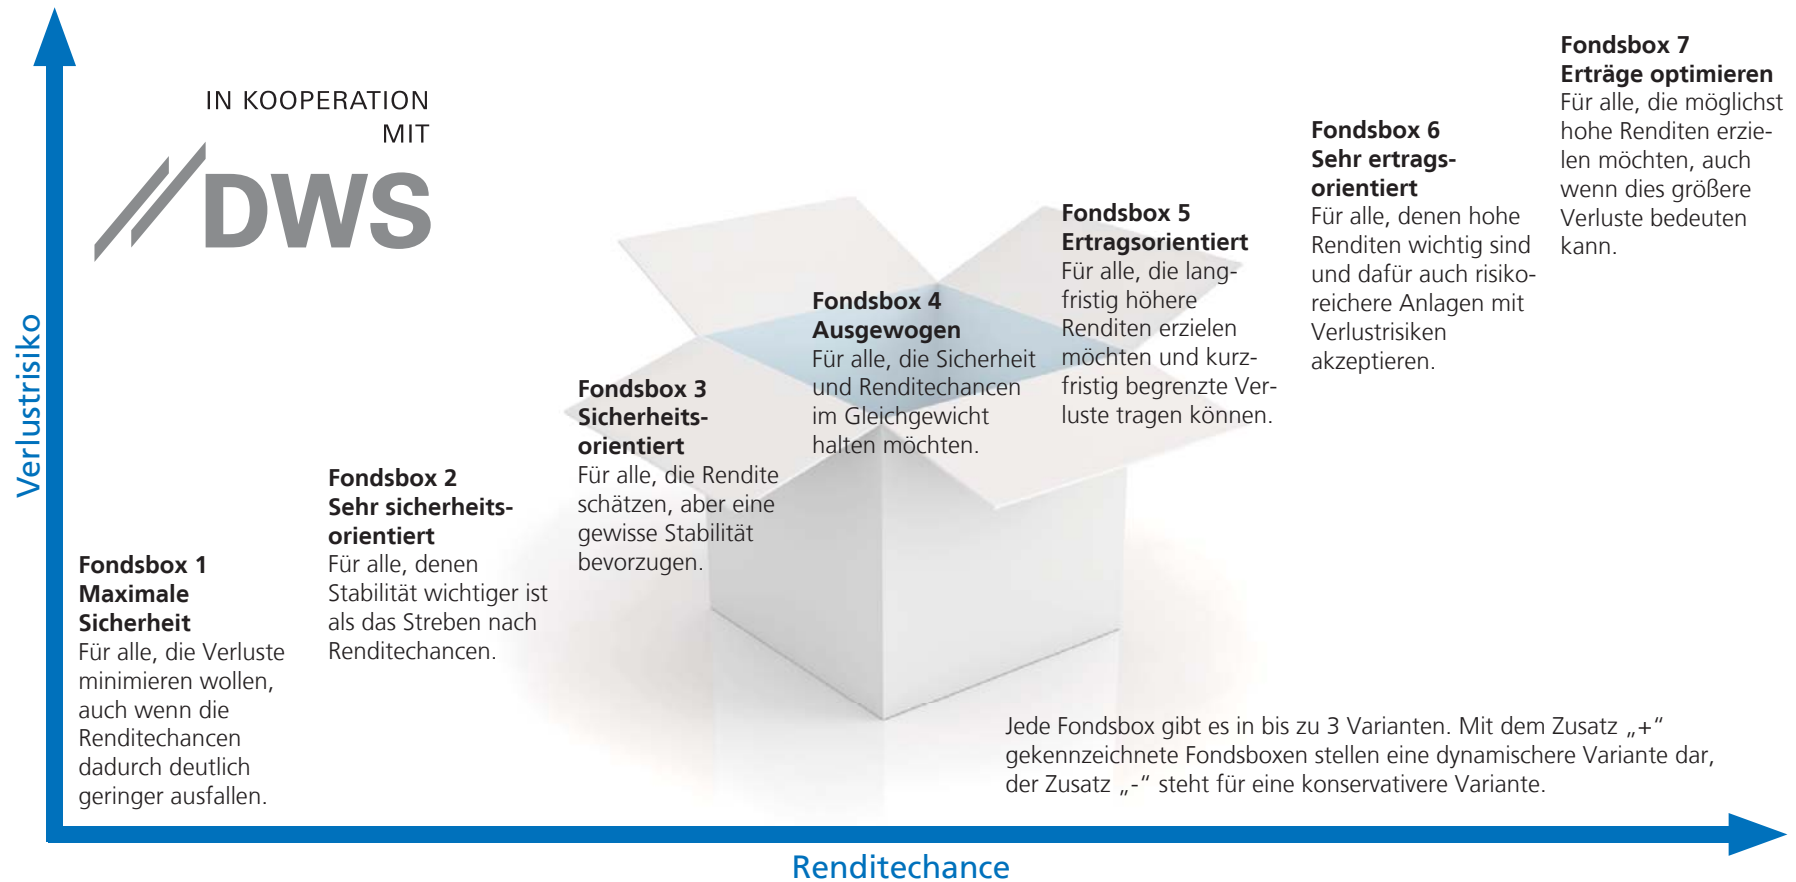 IN KOOPERATION
MIT
DWS
Verlustrisiko
Fondsbox 1
Maximale
Sicherheit
Für alle, die Verluste
minimieren wollen,
auch wenn die
Renditechancen
dadurch deutlich
geringer ausfallen.
Fondsbox 2
Sehr sicherheits-
orientiert
Für alle, denen
Stabilität wichtiger ist
als das Streben nach
Renditechancen.
Fondsbox 3
Sicherheits-
orientiert
Für alle, die Rendite
schätzen, aber eine
gewisse Stabilität
bevorzugen.
Fondsbox 4
Ausgewogen
Für alle, die Sicherheit
und Renditechancen
im Gleichgewicht
halten möchten.
Fondsbox 5
Ertragsorientiert
Für alle, die lang-
fristig höhere
Renditen erzielen
möchten und kurz-
fristig begrenzte Ver-
luste tragen können.
Fondsbox 6
Sehr ertrags-
orientiert
Für alle, denen hohe
Renditen wichtig sind
und dafür auch risiko-
reichere Anlagen mit
Verlustrisiken
akzeptieren.
Fondsbox 7
Erträge optimieren
Für alle, die möglichst
hohe Renditen erzie-
len möchten, auch
wenn dies größere
Verluste bedeuten
kann.
Jede Fondsbox gibt es in bis zu 3 Varianten. Mit dem Zusatz „+“
gekennzeichnete Fondsboxen stellen eine dynamischere Variante dar,
der Zusatz „-“ steht für eine konservativere Variante.
Renditechance